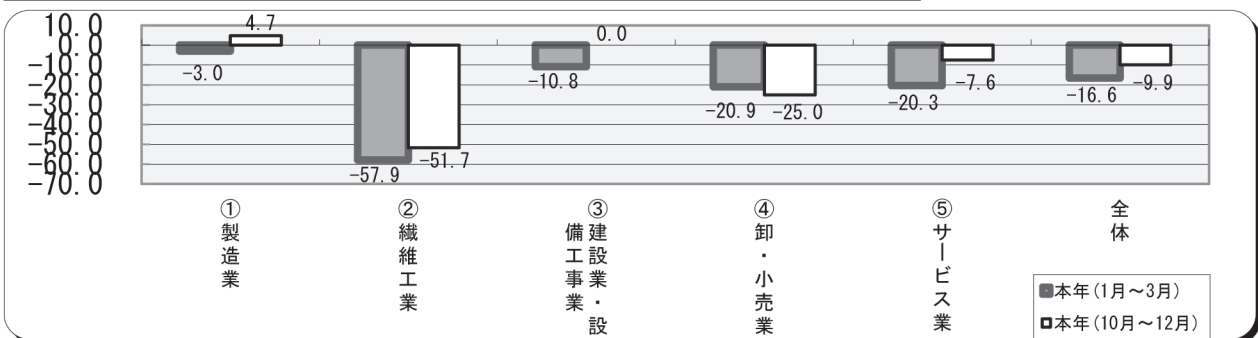 10.0
0.0
-10.0
-20.0
-30.0
-40.0
-50.0
-60.0
-70.0
-3.0
4.7
-57.9
-51.7
-10.8
0.0
-20.9
-25.0
-20.3
-7.6
-16.6
-9.9
①製造業
②繊維工業
③建設業・設
備工事業
④卸・小売業
⑤サービス業
全体
本年(1月～3月)
本年(10月～12月)